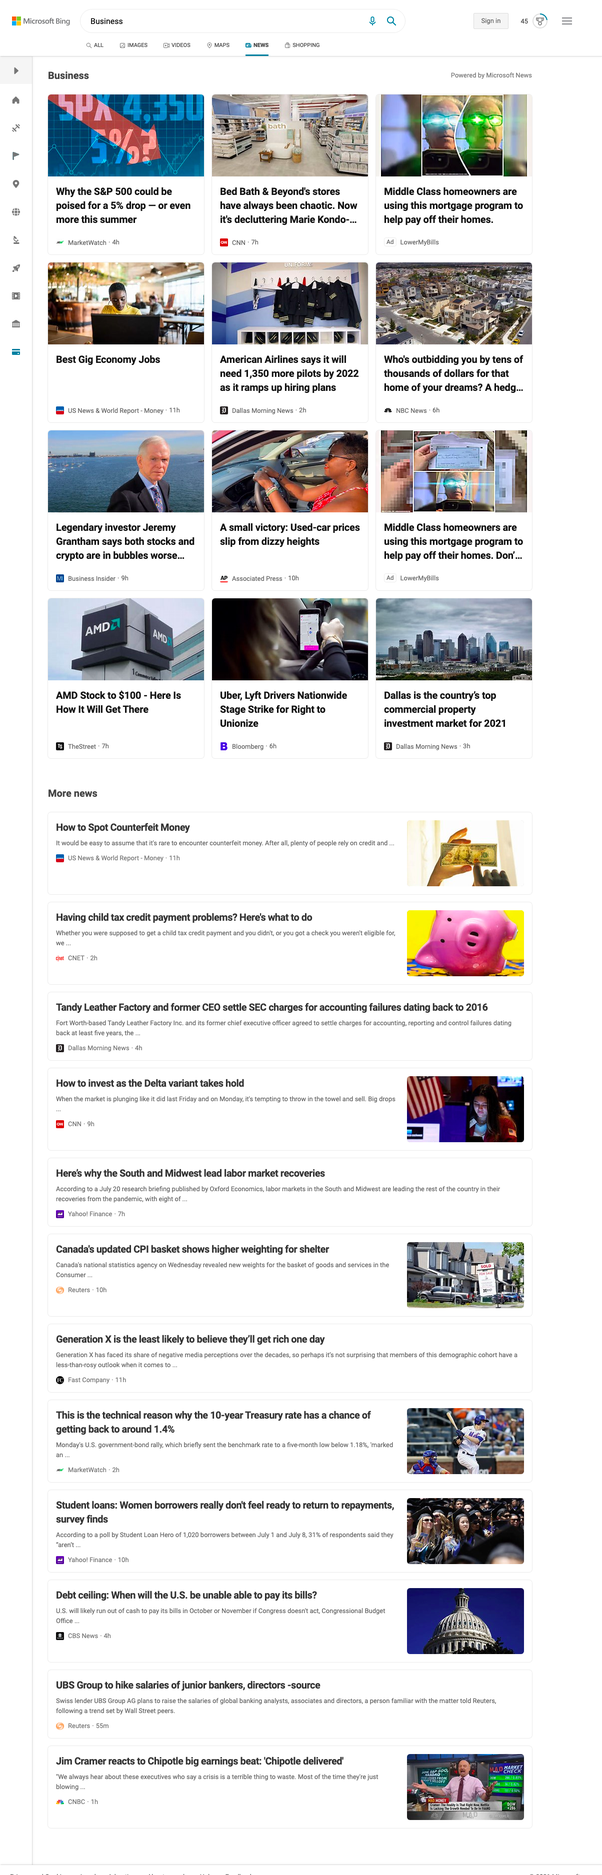 Microsoft Bing
Business
Sign in
45
ALL
IMAGES
VIDEOS
MAPS
NEWS
SHOPPING
Business
Powered by Microsoft News
SPX 4,350
5%?
Why the S&P 500 could be
poised for a 5% drop — or even
more this summer
MarketWatch · 4h
bath
Bed Bath & Beyond's stores
have always been chaotic. Now
it's decluttering Marie Kondo-...
CNN · 7h
Middle Class homeowners are
using this mortgage program to
help pay off their homes.
Ad LowerMyBills
Best Gig Economy Jobs
US News & World Report - Money · 11h
American Airlines says it will
need 1,350 more pilots by 2022
as it ramps up hiring plans
Dallas Morning News · 2h
Who's outbidding you by tens of
thousands of dollars for that
home of your dreams? A hedg...
NBC News · 6h
Legendary investor Jeremy
Grantham says both stocks and
crypto are in bubbles worse...
Business Insider · 9h
A small victory: Used-car prices
slip from dizzy heights
AP Associated Press · 10h
Middle Class homeowners are
using this mortgage program to
help pay off their homes. Don'...
Ad LowerMyBills
AMD
AMD
AMD Stock to $100 - Here Is
How It Will Get There
TheStreet · 7h
Uber, Lyft Drivers Nationwide
Stage Strike for Right to
Unionize
Bloomberg · 6h
Dallas is the country's top
commercial property
investment market for 2021
Dallas Morning News · 3h
More news
How to Spot Counterfeit Money
It would be easy to assume that it's rare to encounter counterfeit money. After all, plenty of people rely on credit and ...
US News & World Report - Money · 11h
Having child tax credit payment problems? Here's what to do
Whether you were supposed to get a child tax credit payment and you didn't, or you got a check you weren't eligible for,
we ...
CNET · 2h
Tandy Leather Factory and former CEO settle SEC charges for accounting failures dating back to 2016
Fort Worth-based Tandy Leather Factory Inc. and its former chief executive officer agreed to settle charges for accounting, reporting and control failures dating
back at least five years, the ...
Dallas Morning News · 4h
How to invest as the Delta variant takes hold
When the market is plunging like it did last Friday and on Monday, it's tempting to throw in the towel and sell. Big drops
...
CNN · 9h
Here's why the South and Midwest lead labor market recoveries
According to a July 20 research briefing published by Oxford Economics, labor markets in the South and Midwest are leading the rest of the country in their
recoveries from the pandemic, with eight of ...
Yahoo! Finance · 7h
Canada's updated CPI basket shows higher weighting for shelter
Canada's national statistics agency on Wednesday revealed new weights for the basket of goods and services in the
Consumer ...
Reuters · 10h
SOLD
Generation X is the least likely to believe they'll get rich one day
Generation X has faced its share of negative media perceptions over the decades, so perhaps it's not surprising that members of this demographic cohort have a
less-than-rosy outlook when it comes to ...
Fast Company · 11h
This is the technical reason why the 10-year Treasury rate has a chance of
getting back to around 1.4%
Monday's U.S. government-bond rally, which briefly sent the benchmark rate to a five-month low below 1.18%, 'marked
an ...
MarketWatch · 2h
Student loans: Women borrowers really don't feel ready to return to repayments,
survey finds
According to a poll by Student Loan Hero of 1,020 borrowers between July 1 and July 8, 31% of respondents said they
"aren't ...
Yahoo! Finance · 10h
Debt ceiling: When will the U.S. be unable able to pay its bills?
U.S. will likely run out of cash to pay its bills in October or November if Congress doesn't act, Congressional Budget
Office ...
CBS News · 4h
UBS Group to hike salaries of junior bankers, directors -source
Swiss lender UBS Group AG plans to raise the salaries of global banking analysts, associates and directors, a person familiar with the matter told Reuters,
following a trend set by Wall Street peers.
Reuters · 55m
Jim Cramer reacts to Chipotle big earnings beat: 'Chipotle delivered'
"We always hear about these executives who say a crisis is a terrible thing to waste. Most of the time they're just
blowing ...
CNBC · 1h
MARKET
CHECK
MAD MONEY